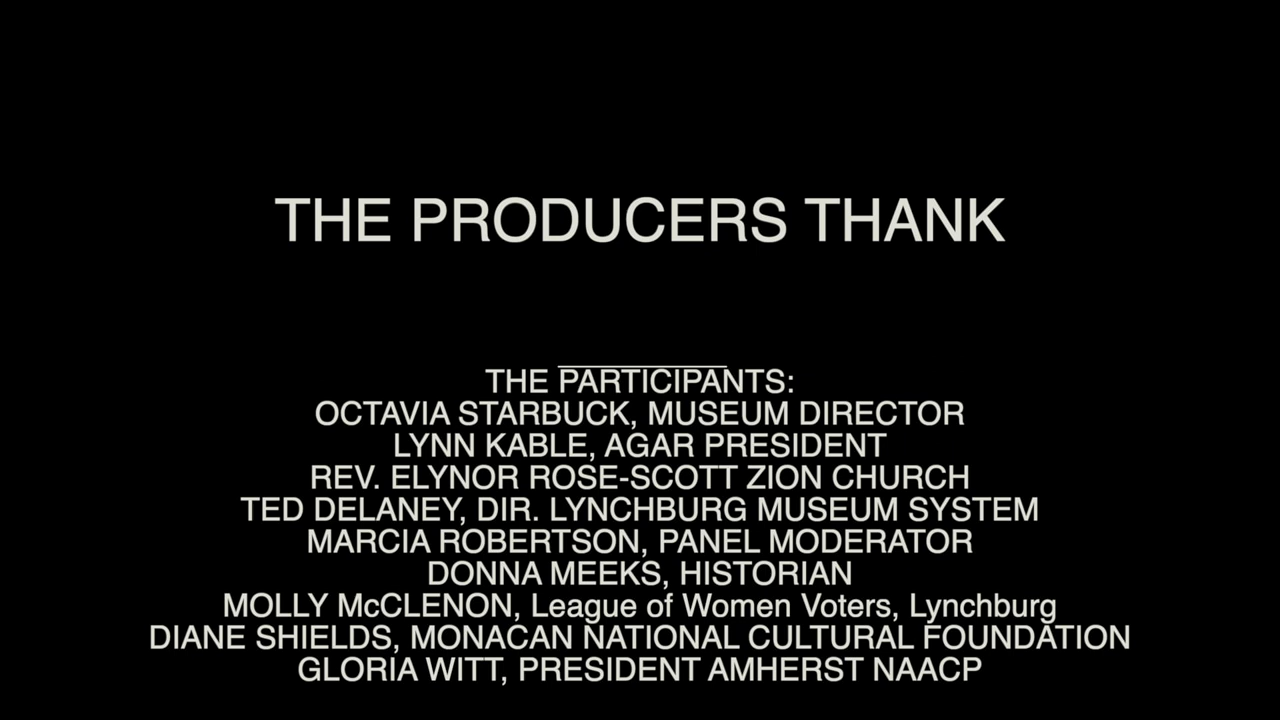 THE PRODUCERS THANK
THE PARTICIPANTS:
OCTAVIA STARBUCK, MUSEUM DIRECTOR
LYNN KABLE, AGAR PRESIDENT
REV. ELYNOR ROSE-SCOTT ZION CHURCH
TED DELANEY, DIR. LYNCHBURG MUSEUM SYSTEM
MARCIA ROBERTSON, PANEL MODERATOR
DONNA MEEKS, HISTORIAN
MOLLY McCLENON, League of Women Voters, Lynchburg
DIANE SHIELDS, MONACAN NATIONAL CULTURAL FOUNDATION
GLORIA WITT, PRESIDENT AMHERST NAACP